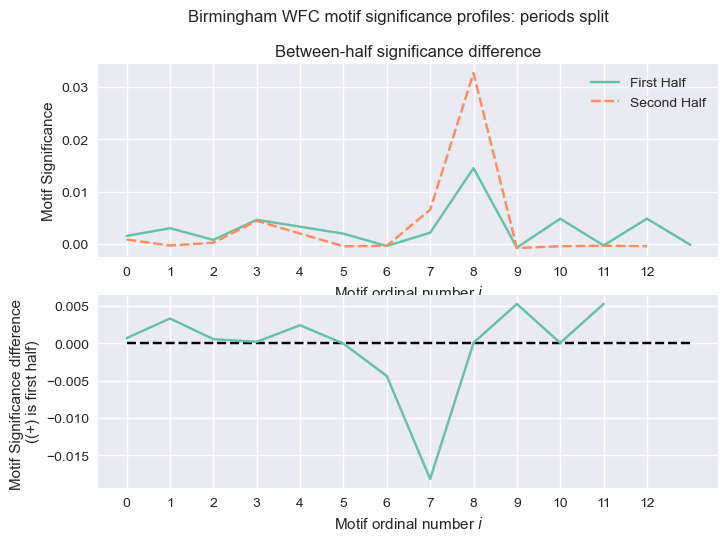 Birmingham WFC motif significance profiles: periods split
Between-half significance difference
Motif Significance
0.03
0.02
0.01
0.00
First Half
Second Half
0 1 2 3 4 5 6 7 8 9 10 11 12
Motif ordinal number i
Motif Significance difference
((+) is first half)
0.005
0.000
−0.005
−0.010
−0.015
0 1 2 3 4 5 6 7 8 9 10 11 12
Motif ordinal number i